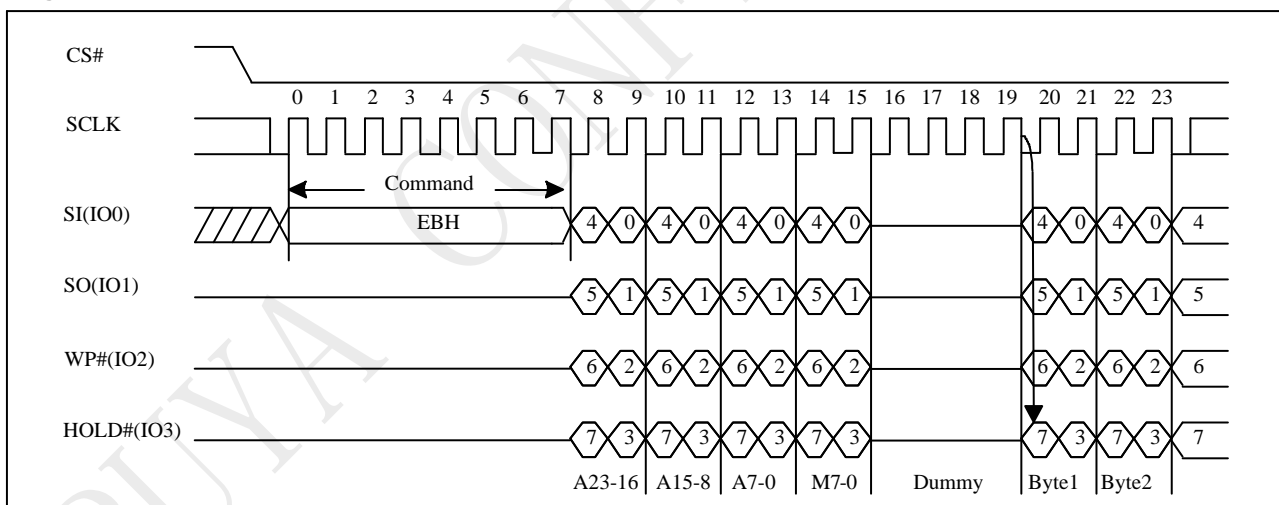 CS#
0 1 2 3 4 5 6 7 8 9 10 11 12 13 14 15 16 17 18 19 20 21 22 23
SCLK
Command
SI(IO0) EBH 4 0 4 0 4 0 4 0 4 0 4 0 4
SO(IO1) 5 1 5 1 5 1 5 1 5 1 5 1 5
WP#(IO2) 6 2 6 2 6 2 6 2 6 2 6 2 6
HOLD#(IO3) 7 3 7 3 7 3 7 3 7 3 7 3 7
A23-16 A15-8 A7-0 M7-0 Dummy Byte1 Byte2